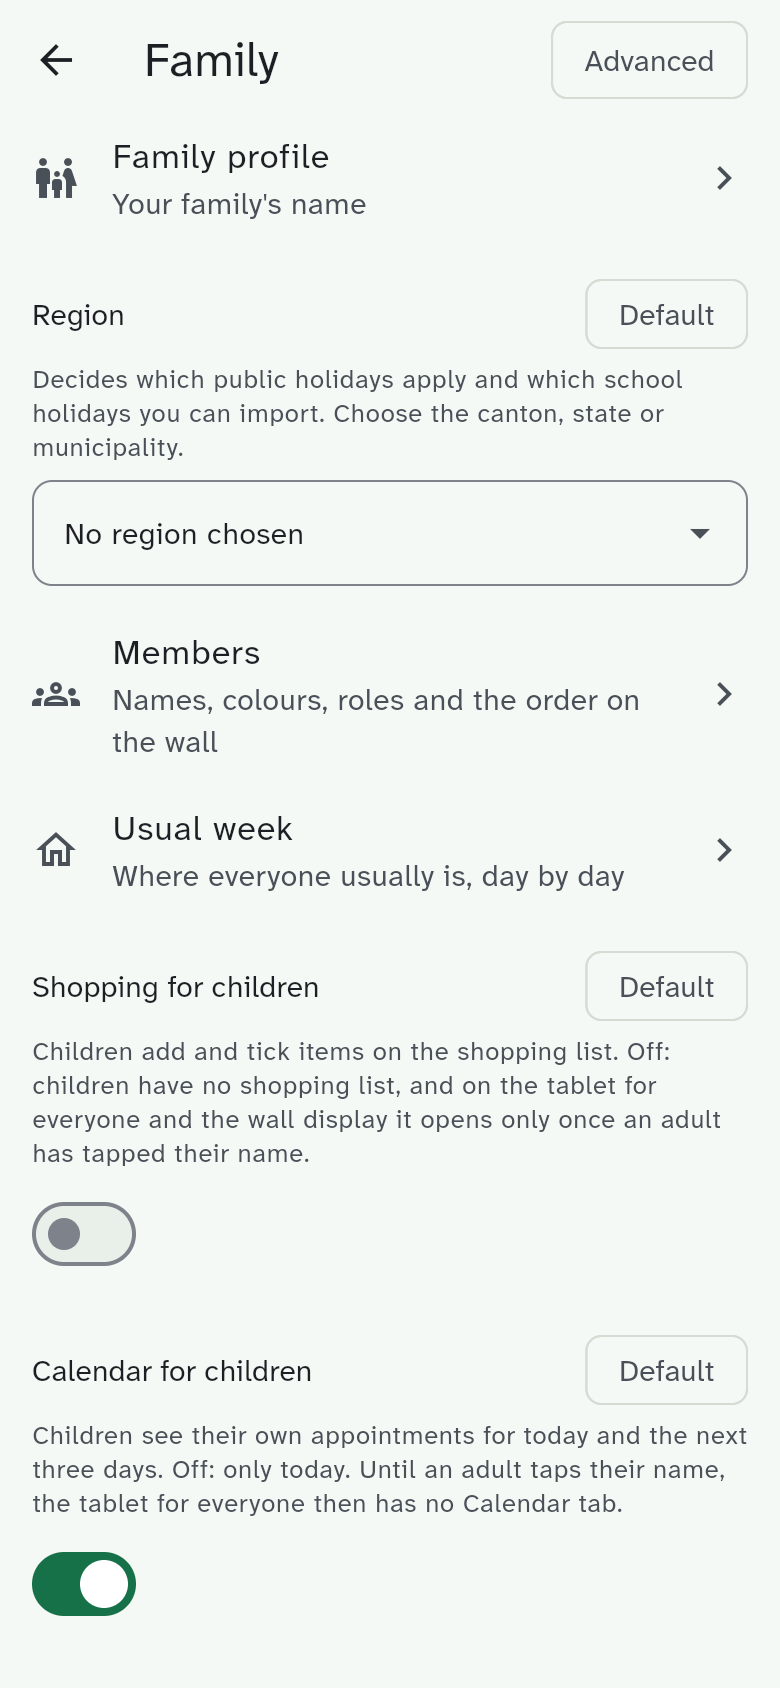 Family
Advanced
Family profile
Your family's name
Region
Default
Decides which public holidays apply and which school
holidays you can import. Choose the canton, state or
municipality.
No region chosen
Members
Names, colours, roles and the order on
the wall
Usual week
Where everyone usually is, day by day
Shopping for children
Default
Children add and tick items on the shopping list. Off:
children have no shopping list, and on the tablet for
everyone and the wall display it opens only once an adult
has tapped their name.
Calendar for children
Default
Children see their own appointments for today and the next
three days. Off: only today. Until an adult taps their name,
the tablet for everyone then has no Calendar tab.